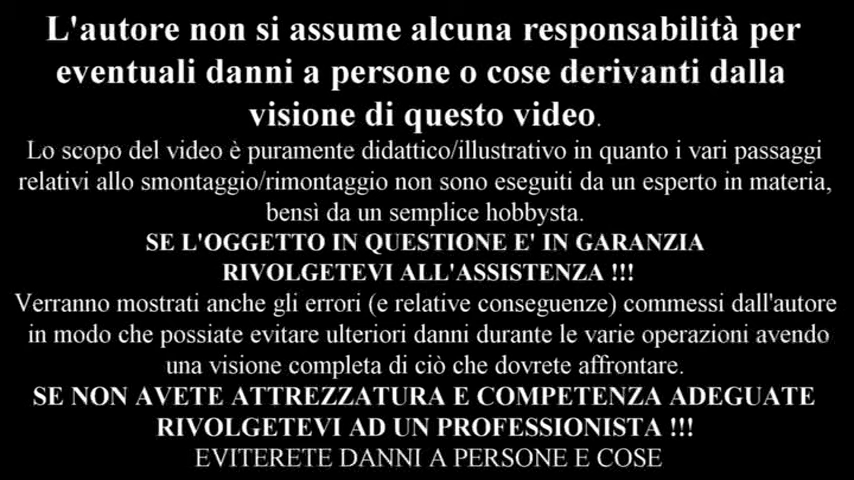 L'autore non si assume alcuna responsabilità per
eventuali danni a persone o cose derivanti dalla
visione di questo video.
Lo scopo del video è puramente didattico/illustrativo in quanto i vari passaggi
relativi allo smontaggio/rimontaggio non sono eseguiti da un esperto in materia,
bensì da un semplice hobbysta.
SE L'OGGETTO IN QUESTIONE E' IN GARANZIA
RIVOLGETEVI ALL'ASSISTENZA !!!
Verranno mostrati anche gli errori (e relative conseguenze) commessi dall'autore
in modo che possiate evitare ulteriori danni durante le varie operazioni avendo
una visione completa di ciò che dovrete affrontare.
SE NON AVETE ATTREZZATURA E COMPETENZA ADEGUATE
RIVOLGETEVI AD UN PROFESSIONISTA !!!
EVITERETE DANNI A PERSONE E COSE